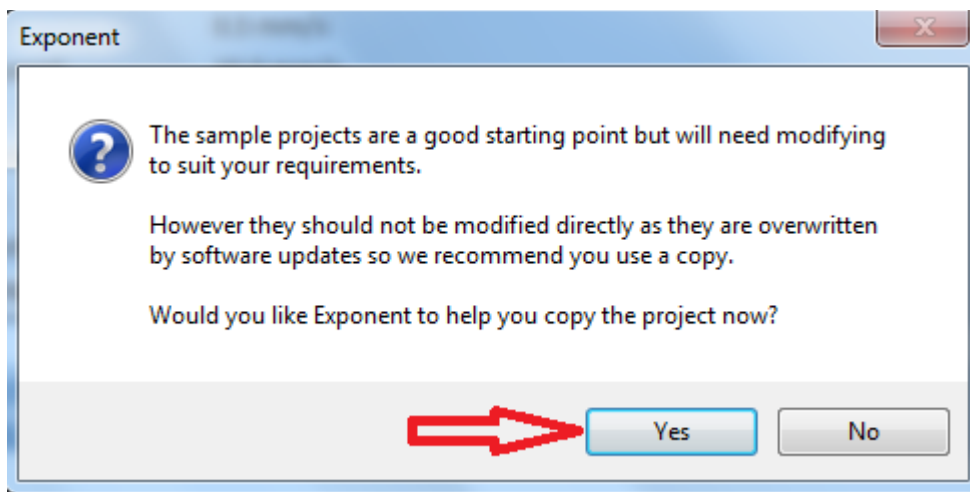 Exponent
The sample projects are a good starting point but will need modifying
to suit your requirements.
However they should not be modified directly as they are overwritten
by software updates so we recommend you use a copy.
Would you like Exponent to help you copy the project now?
Yes
No